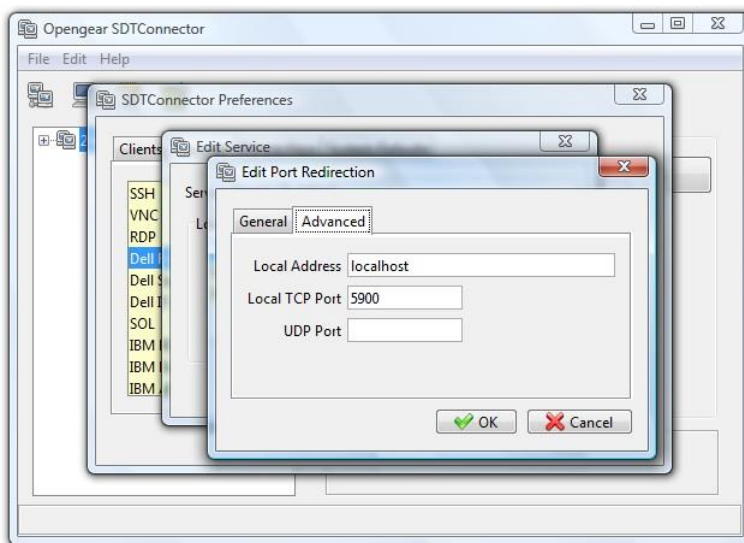 Opengear SDTConnector
File Edit Help
SDTConnector Preferences
Clients
Edit Service
Edit Port Redirection
SSH
VNC
RDP
Dell
Dell
Dell
SOL
IBM
IBM
IBM
General Advanced
Local Address localhost
Local TCP Port 5900
UDP Port
OK Cancel